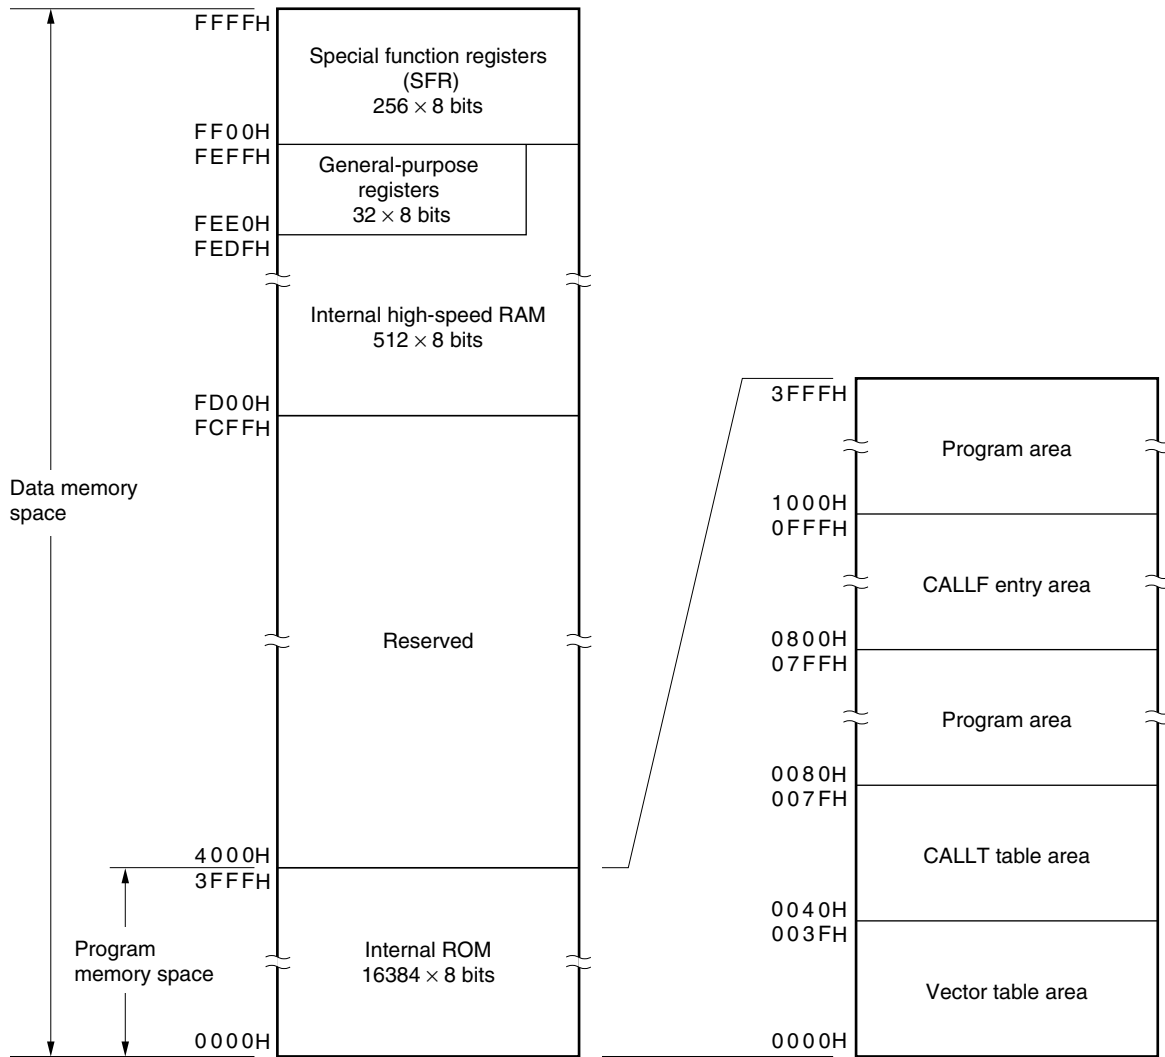 FFFFH
Special function registers
(SFR)
256 × 8 bits
FF00H
FEFFH
General-purpose
registers
32 × 8 bits
FEE0H
FEDFH
Internal high-speed RAM
512 × 8 bits
FD00H
FCFFH
Data memory
space
Reserved
4000H
3FFFH
Program
memory space
Internal ROM
16384 × 8 bits
0000H
3FFFH
Program area
1000H
0FFFH
CALLF entry area
0800H
07FFH
Program area
0080H
007FH
CALLT table area
0040H
003FH
Vector table area
0000H